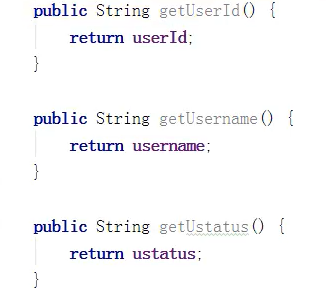 public String getUserId() {
    return userId;
}
public String getUsername() {
    return username;
}
public String getUstatus() {
    return ustatus;
}